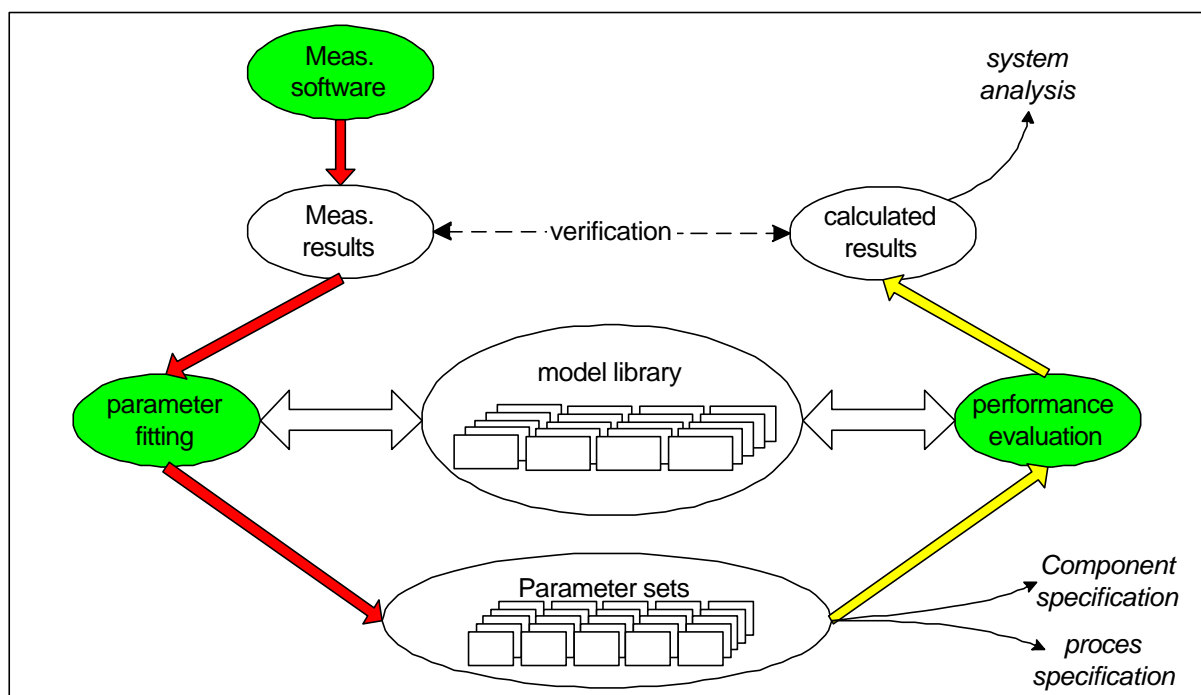 Meas.
software
system
analysis
Meas.
results
verification
calculated
results
model library
parameter
fitting
performance
evaluation
Parameter sets
Component
specification
proces
specification